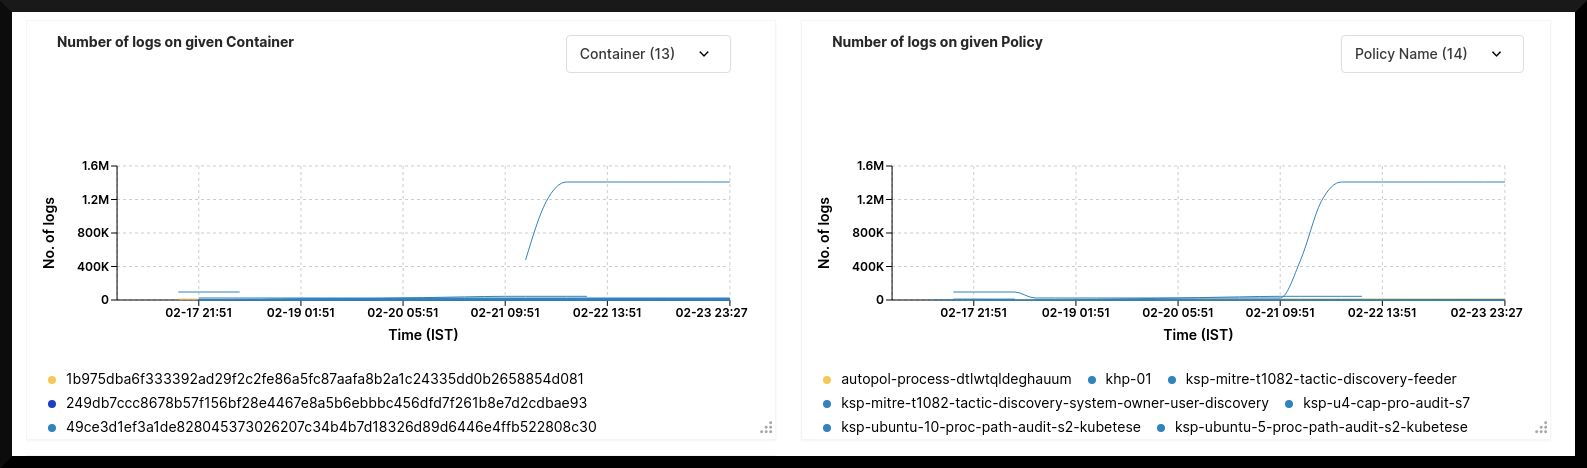 Number of logs on given Container
Container (13)
1.6M
1.2M
800K
400K
0
No. of logs
02-17 21:51 02-19 01:51 02-20 05:51 02-21 09:51 02-22 13:51 02-23 23:27
Time (IST)
1b975dba6f333392ad29f2c2fe86a5fc87aafa8b2a1c24335dd0b2658854d081
249db7ccc8678b57f156bf28e4467e8a5b6ebbbc456dfd7f261b8e7d2cdbae93
49ce3d1ef3a1de828045373026207c34b4b7d18326d89d6446e4ffb522808c30
Number of logs on given Policy
Policy Name (14)
1.6M
1.2M
800K
400K
0
No. of logs
02-17 21:51 02-19 01:51 02-20 05:51 02-21 09:51 02-22 13:51 02-23 23:27
Time (IST)
autopol-process-dtlwtqldeghauum khp-01 ksp-mitre-t1082-tactic-discovery-feeder
ksp-mitre-t1082-tactic-discovery-system-owner-user-discovery ksp-u4-cap-pro-audit-s7
ksp-ubuntu-10-proc-path-audit-s2-kubetese ksp-ubuntu-5-proc-path-audit-s2-kubetese